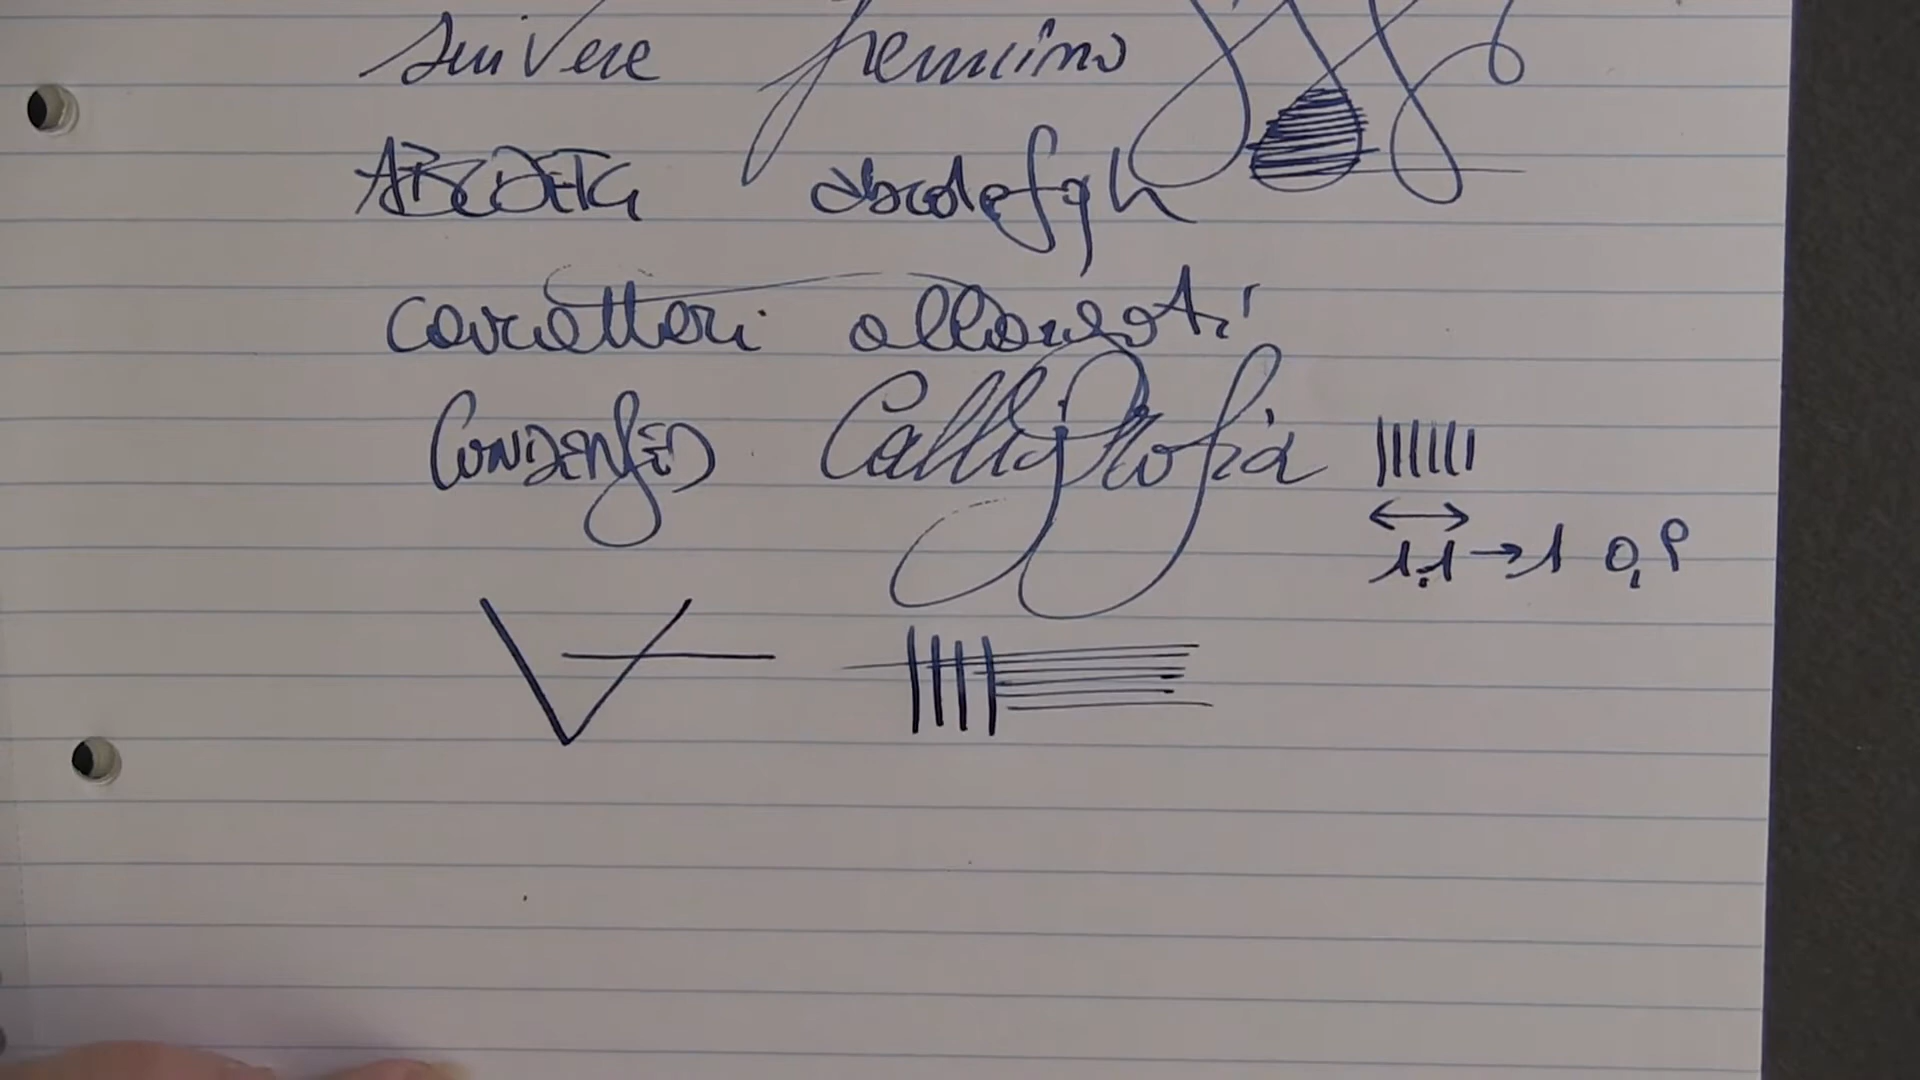 scrivere pennino
ABCDEFG abcdefgh
caratteri allungati
Condensed Calligrafia
1,1 → 1 0,9